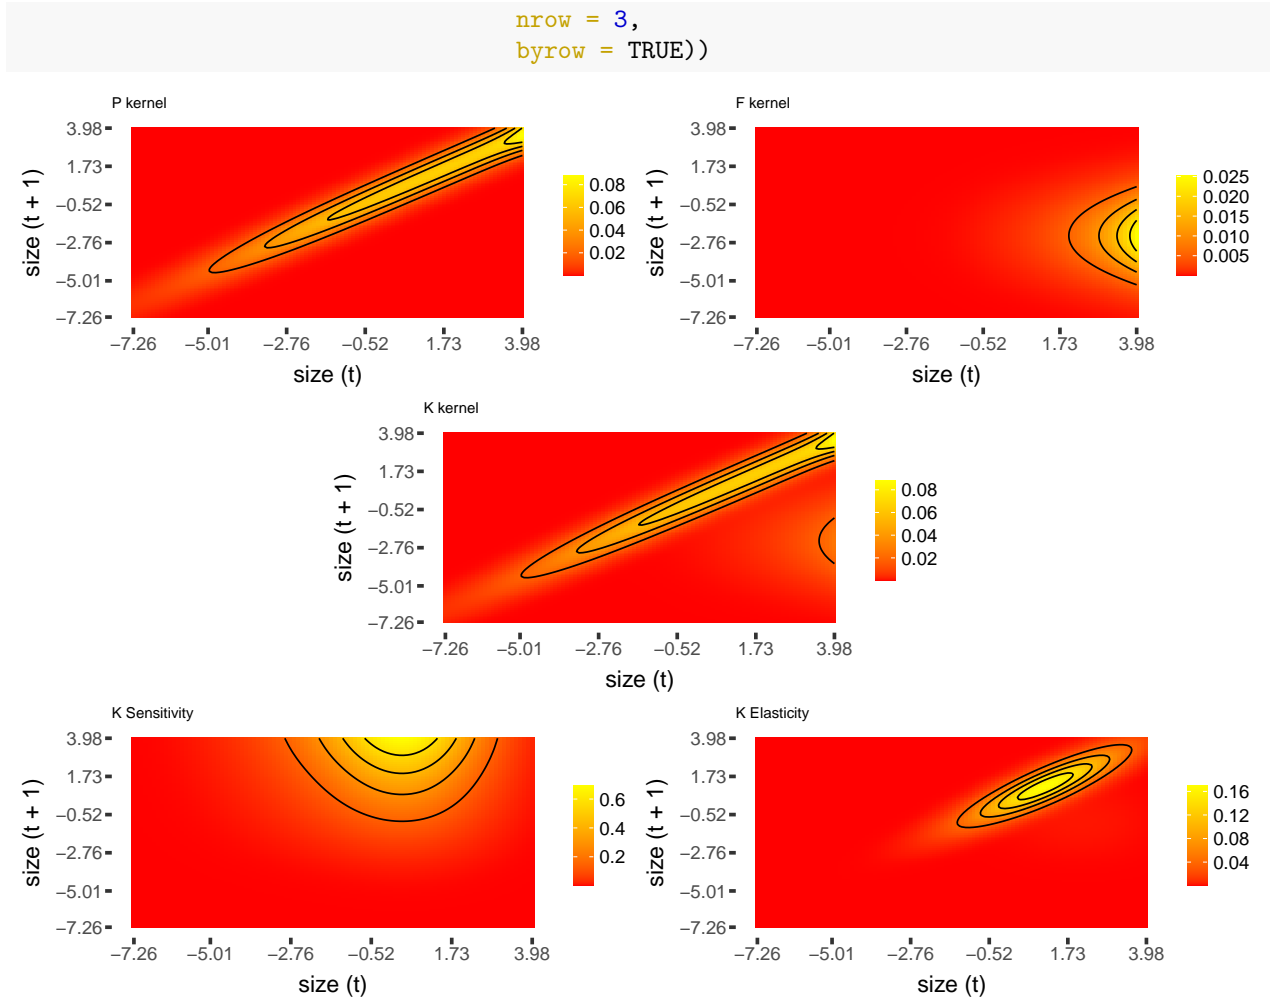 nrow = 3,
byrow = TRUE))
P kernel
3.98
1.73
−0.52
−2.76
−5.01
−7.26
size (t + 1)
−7.26 −5.01 −2.76 −0.52 1.73 3.98
size (t)
0.08
0.06
0.04
0.02
F kernel
3.98
1.73
−0.52
−2.76
−5.01
−7.26
size (t + 1)
−7.26 −5.01 −2.76 −0.52 1.73 3.98
size (t)
0.025
0.020
0.015
0.010
0.005
K kernel
3.98
1.73
−0.52
−2.76
−5.01
−7.26
size (t + 1)
−7.26 −5.01 −2.76 −0.52 1.73 3.98
size (t)
0.08
0.06
0.04
0.02
K Sensitivity
3.98
1.73
−0.52
−2.76
−5.01
−7.26
size (t + 1)
−7.26 −5.01 −2.76 −0.52 1.73 3.98
size (t)
0.6
0.4
0.2
K Elasticity
3.98
1.73
−0.52
−2.76
−5.01
−7.26
size (t + 1)
−7.26 −5.01 −2.76 −0.52 1.73 3.98
size (t)
0.16
0.12
0.08
0.04